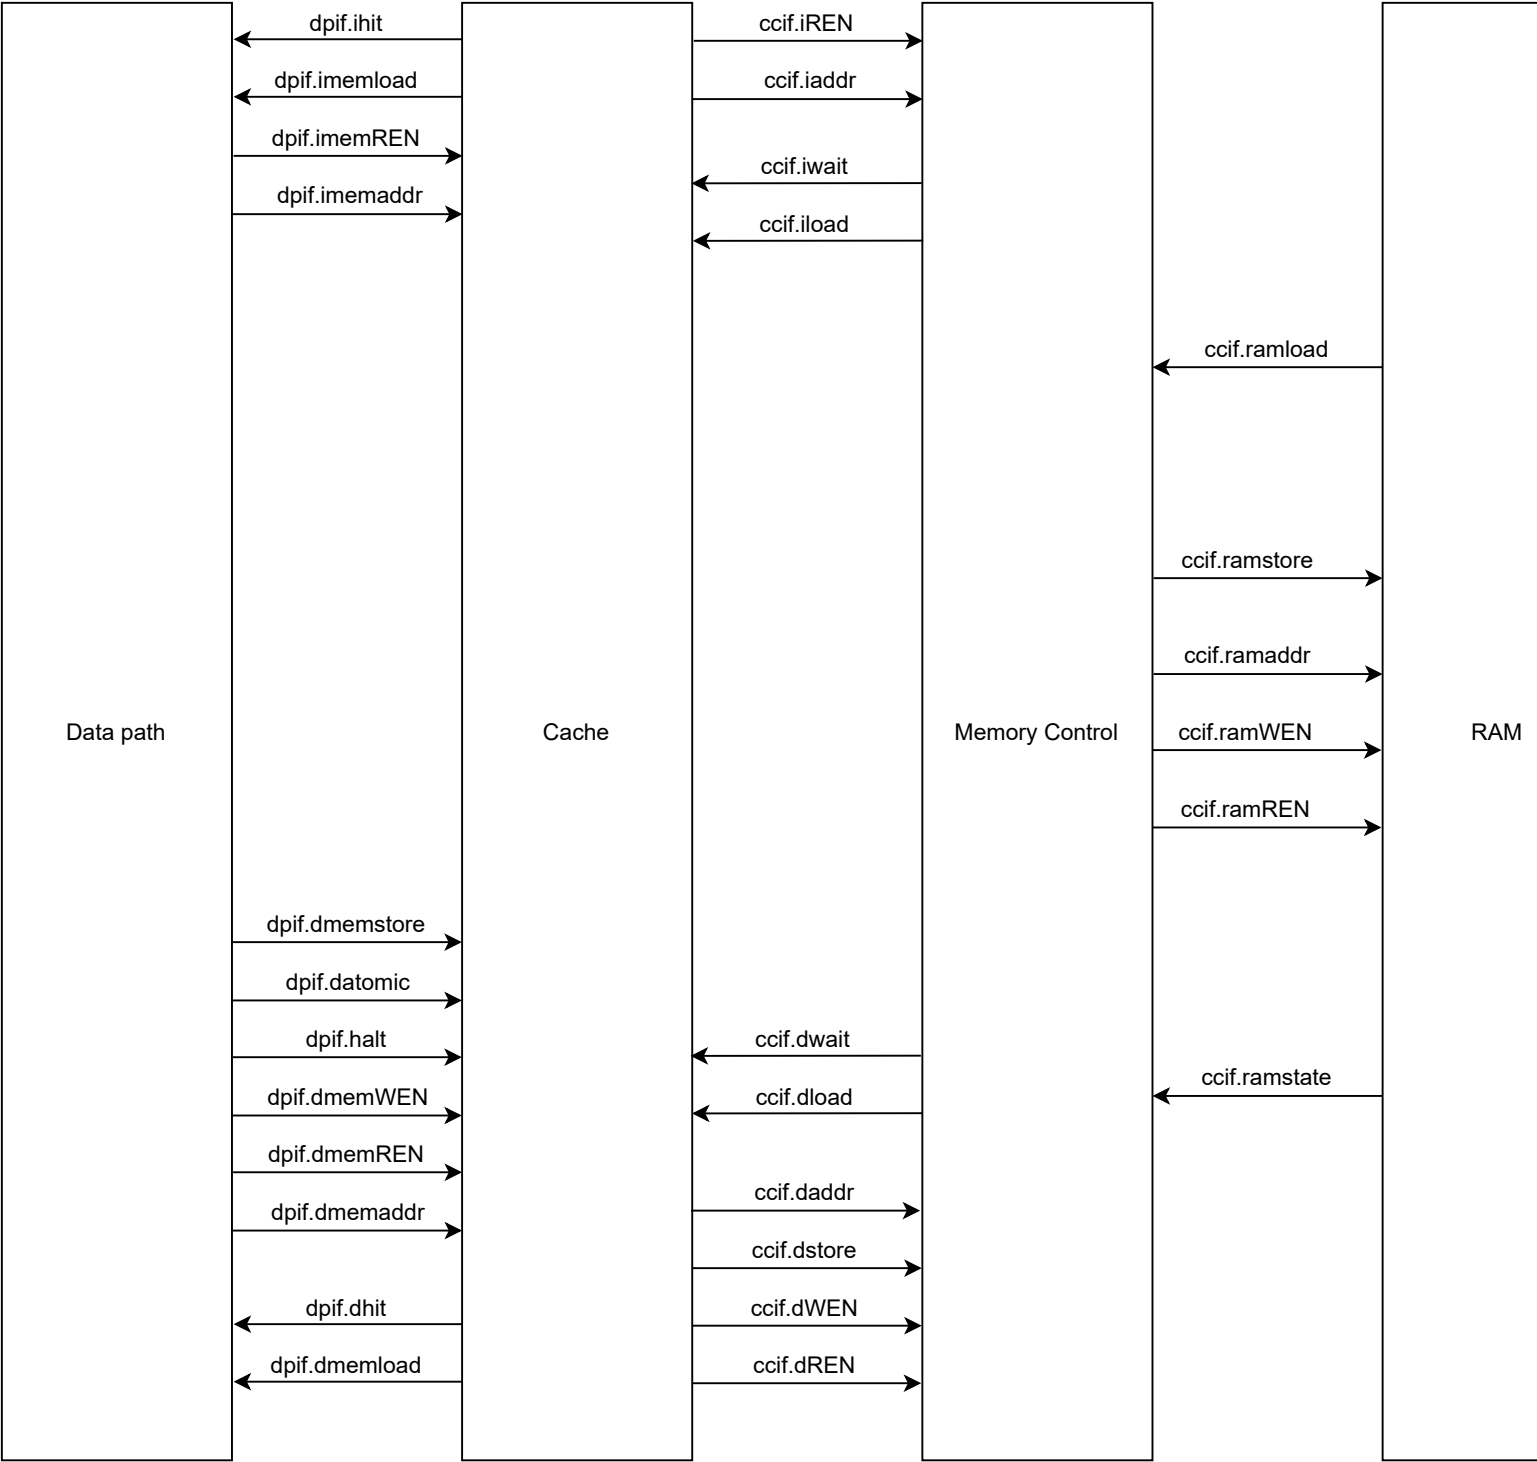 dpif.ihit
ccif.iREN
dpif.imemload
ccif.iaddr
dpif.imemREN
ccif.iwait
dpif.imemaddr
ccif.iload
ccif.ramload
ccif.ramstore
ccif.ramaddr
Data path
Cache
Memory Control
ccif.ramWEN
RAM
ccif.ramREN
dpif.dmemstore
dpif.datomic
dpif.halt
ccif.dwait
ccif.ramstate
dpif.dmemWEN
ccif.dload
dpif.dmemREN
ccif.daddr
dpif.dmemaddr
ccif.dstore
dpif.dhit
ccif.dWEN
dpif.dmemload
ccif.dREN